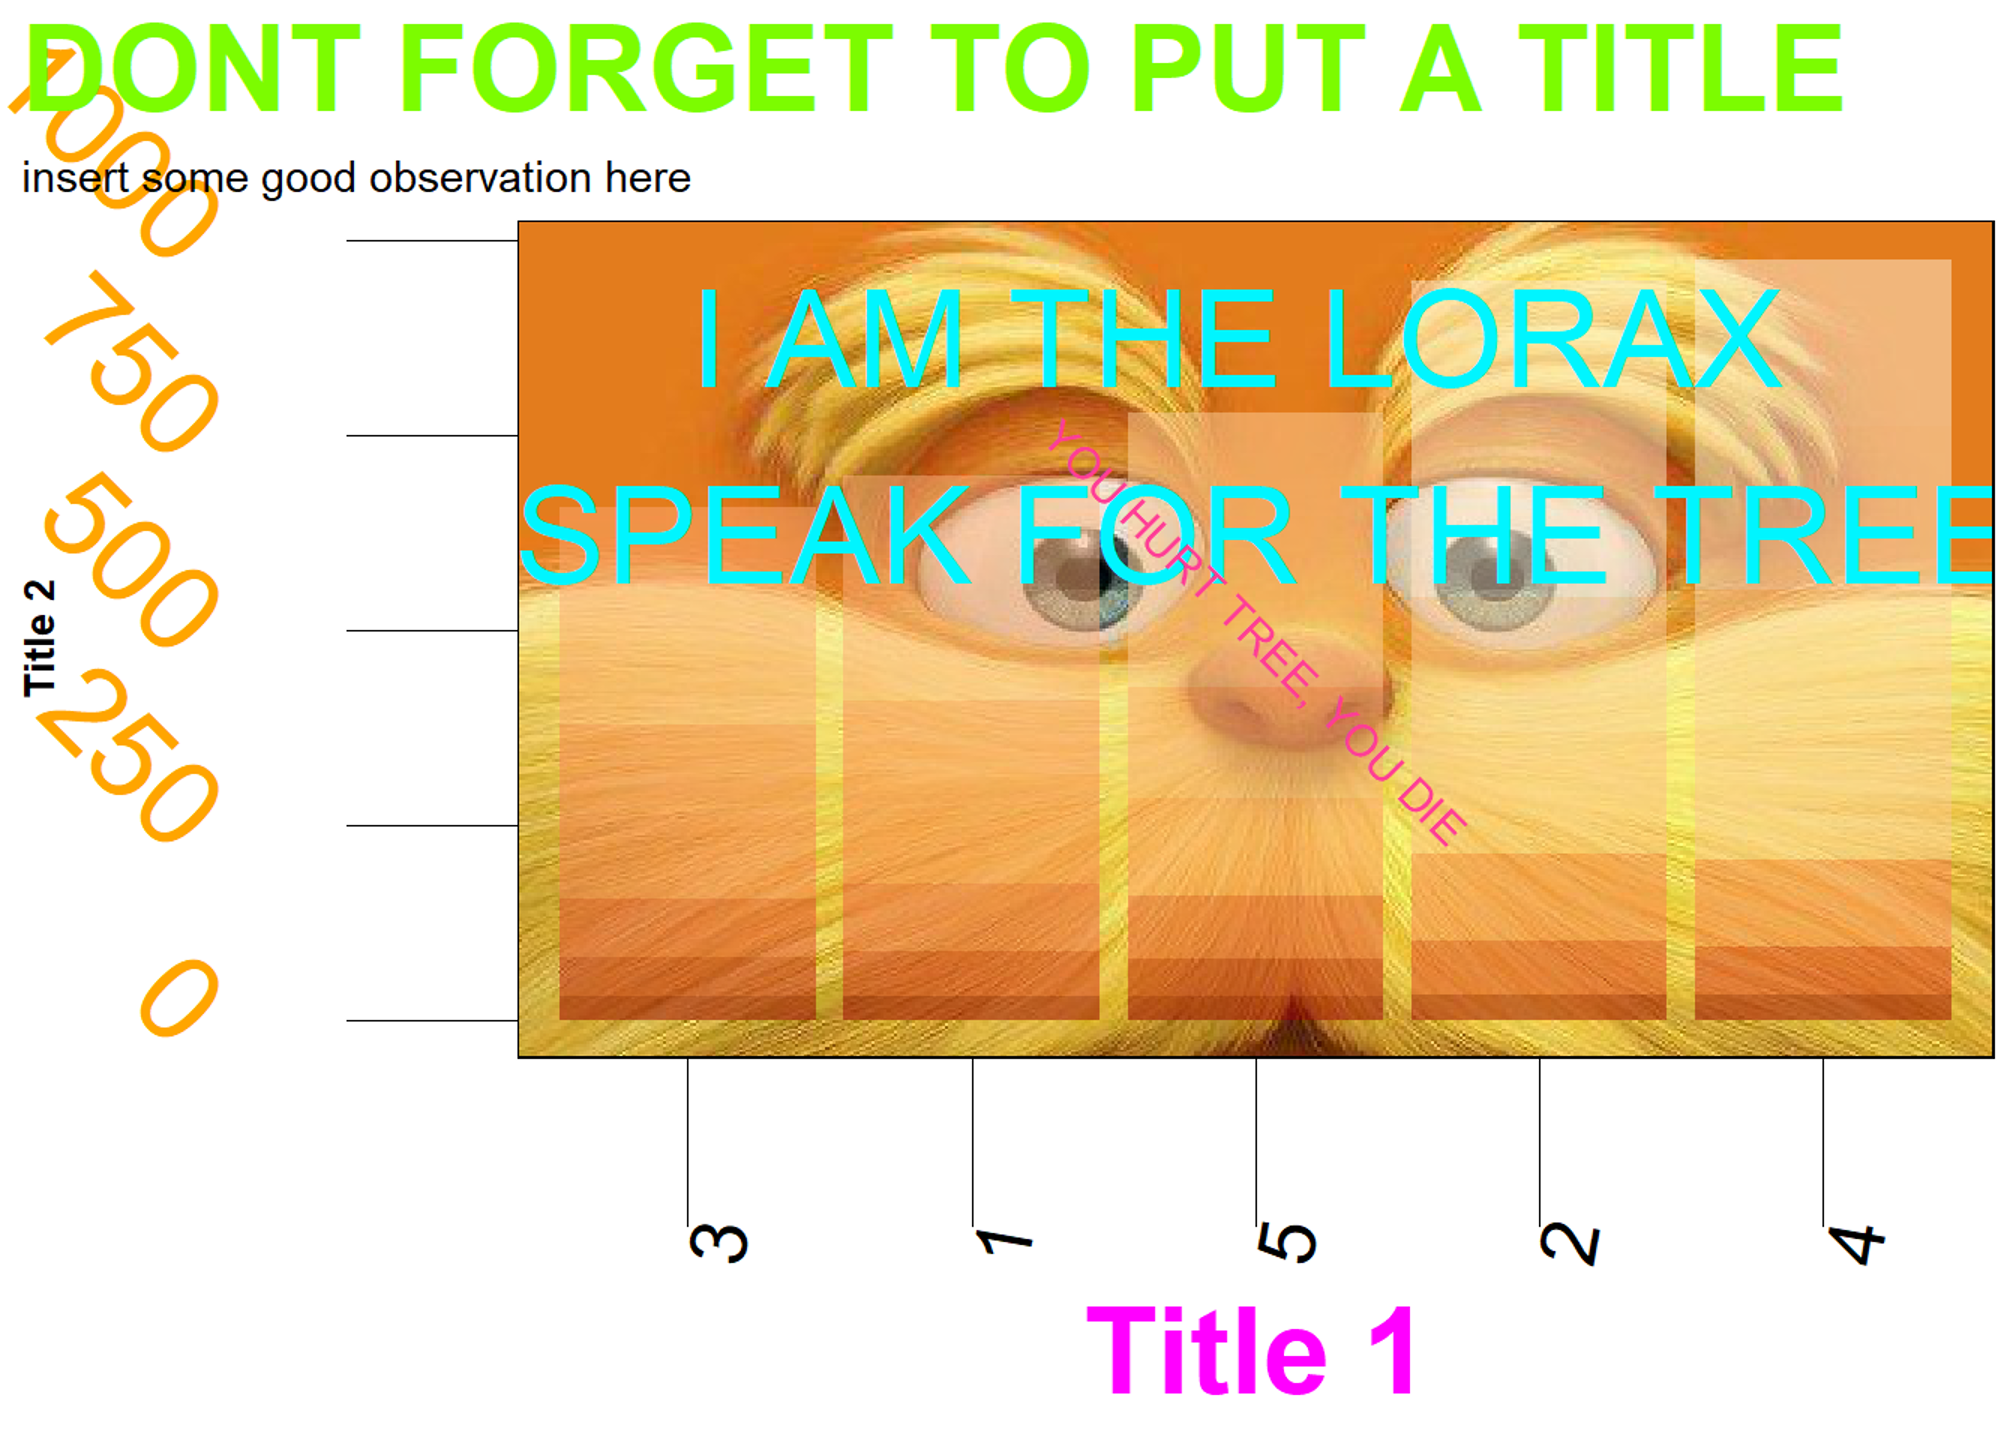 DONT FORGET TO PUT A TITLE
insert some good observation here
1000
750
500
250
0
Title 2
I AM THE LORAX
SPEAK FOR THE TREE
YOU HURT TREE, YOU DIE
3 1 5 2 4
Title 1